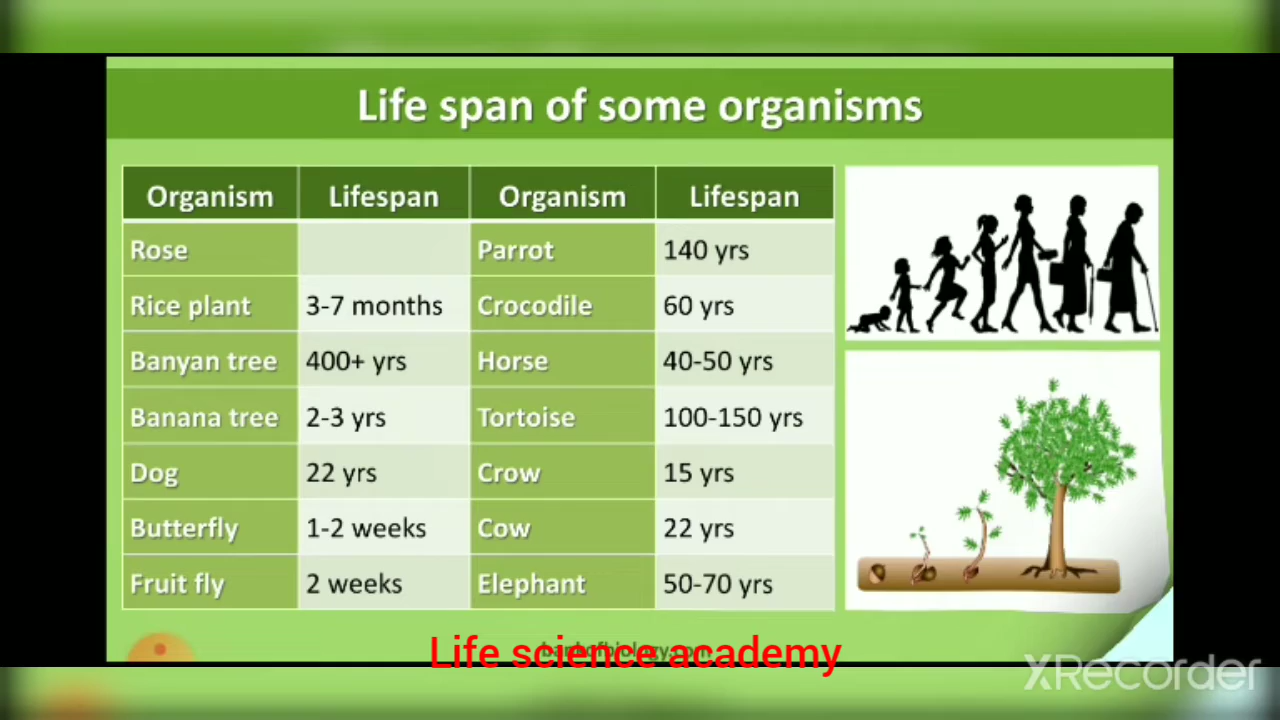 Life span of some organisms
Organism Lifespan Organism Lifespan
Rose Parrot 140 yrs
Rice plant 3-7 months Crocodile 60 yrs
Banyan tree 400+ yrs Horse 40-50 yrs
Banana tree 2-3 yrs Tortoise 100-150 yrs
Dog 22 yrs Crow 15 yrs
Butterfly 1-2 weeks Cow 22 yrs
Fruit fly 2 weeks Elephant 50-70 yrs
Life science academy
XRecorder